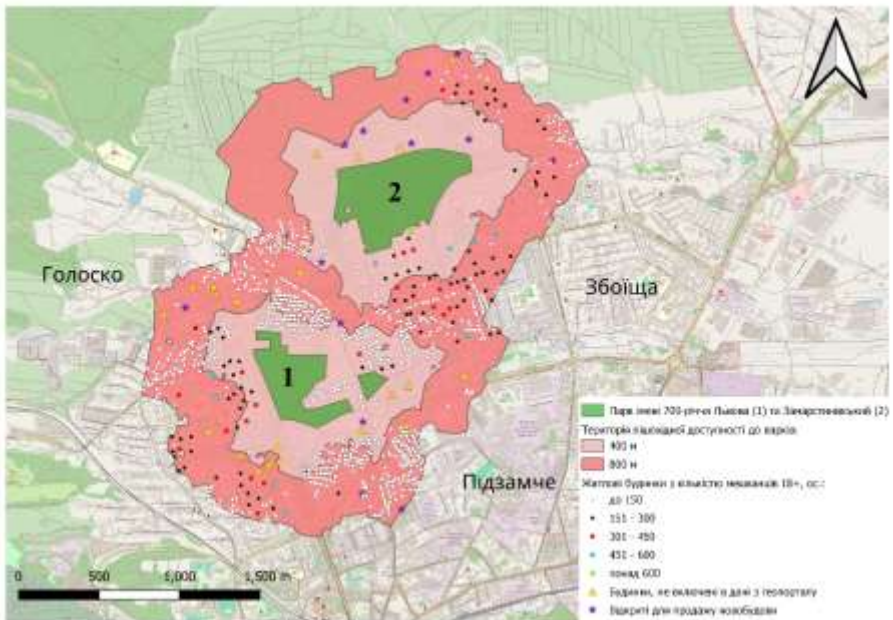 2
Голоско
Збоїща
1
Парк імені 700-річчя Львова (1) та Замарстинівський (2)
Територія пішохідної доступності до парків
400 м
800 м
Підзамче
Житлові будинки з кількістю мешканців 18+, ос.:
до 150
151 - 300
301 - 450
451 - 600
понад 600
Будинки, не включені в дані з геопорталу
Відкриті для продажу новобудови
0 500 1,000 1,500 m